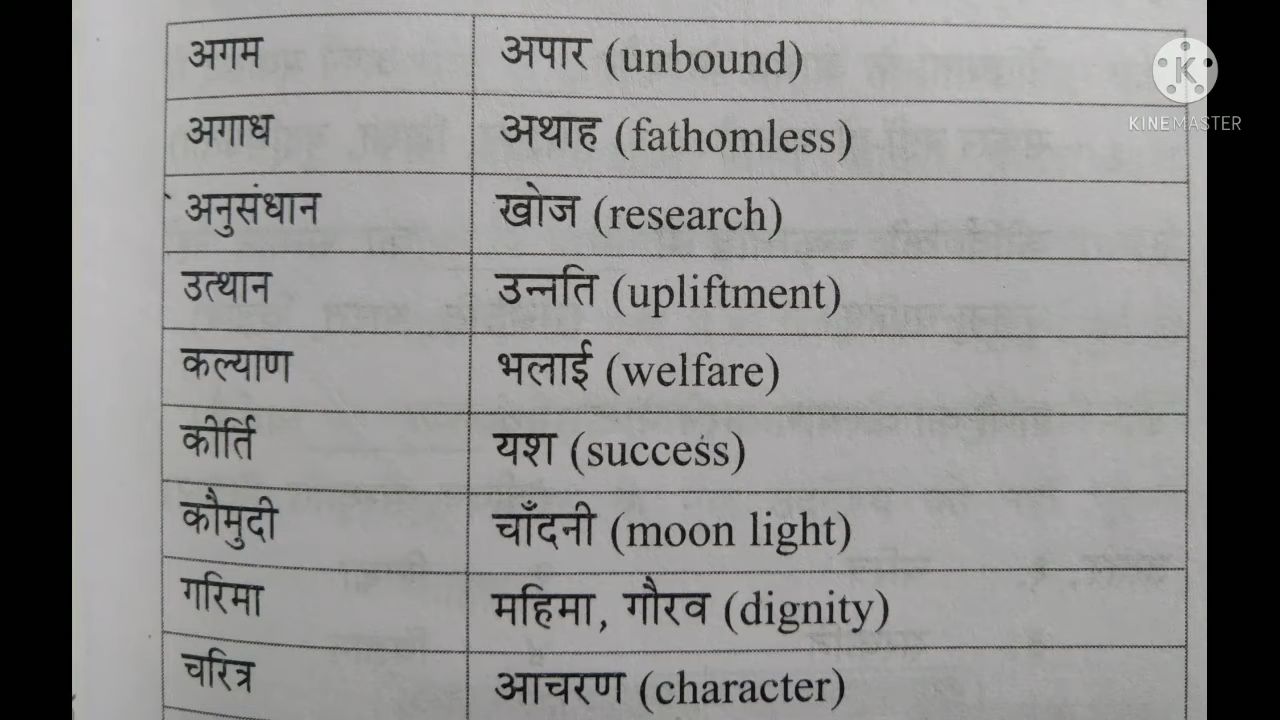 अगम अपार (unbound)
अगाध अथाह (fathomless)
अनुसंधान खोज (research)
उत्थान उन्नति (upliftment)
कल्याण भलाई (welfare)
कीर्ति यश (success)
कौमुदी चाँदनी (moon light)
गरिमा महिमा, गौरव (dignity)
चरित्र आचरण (character)
K
KINEMASTER